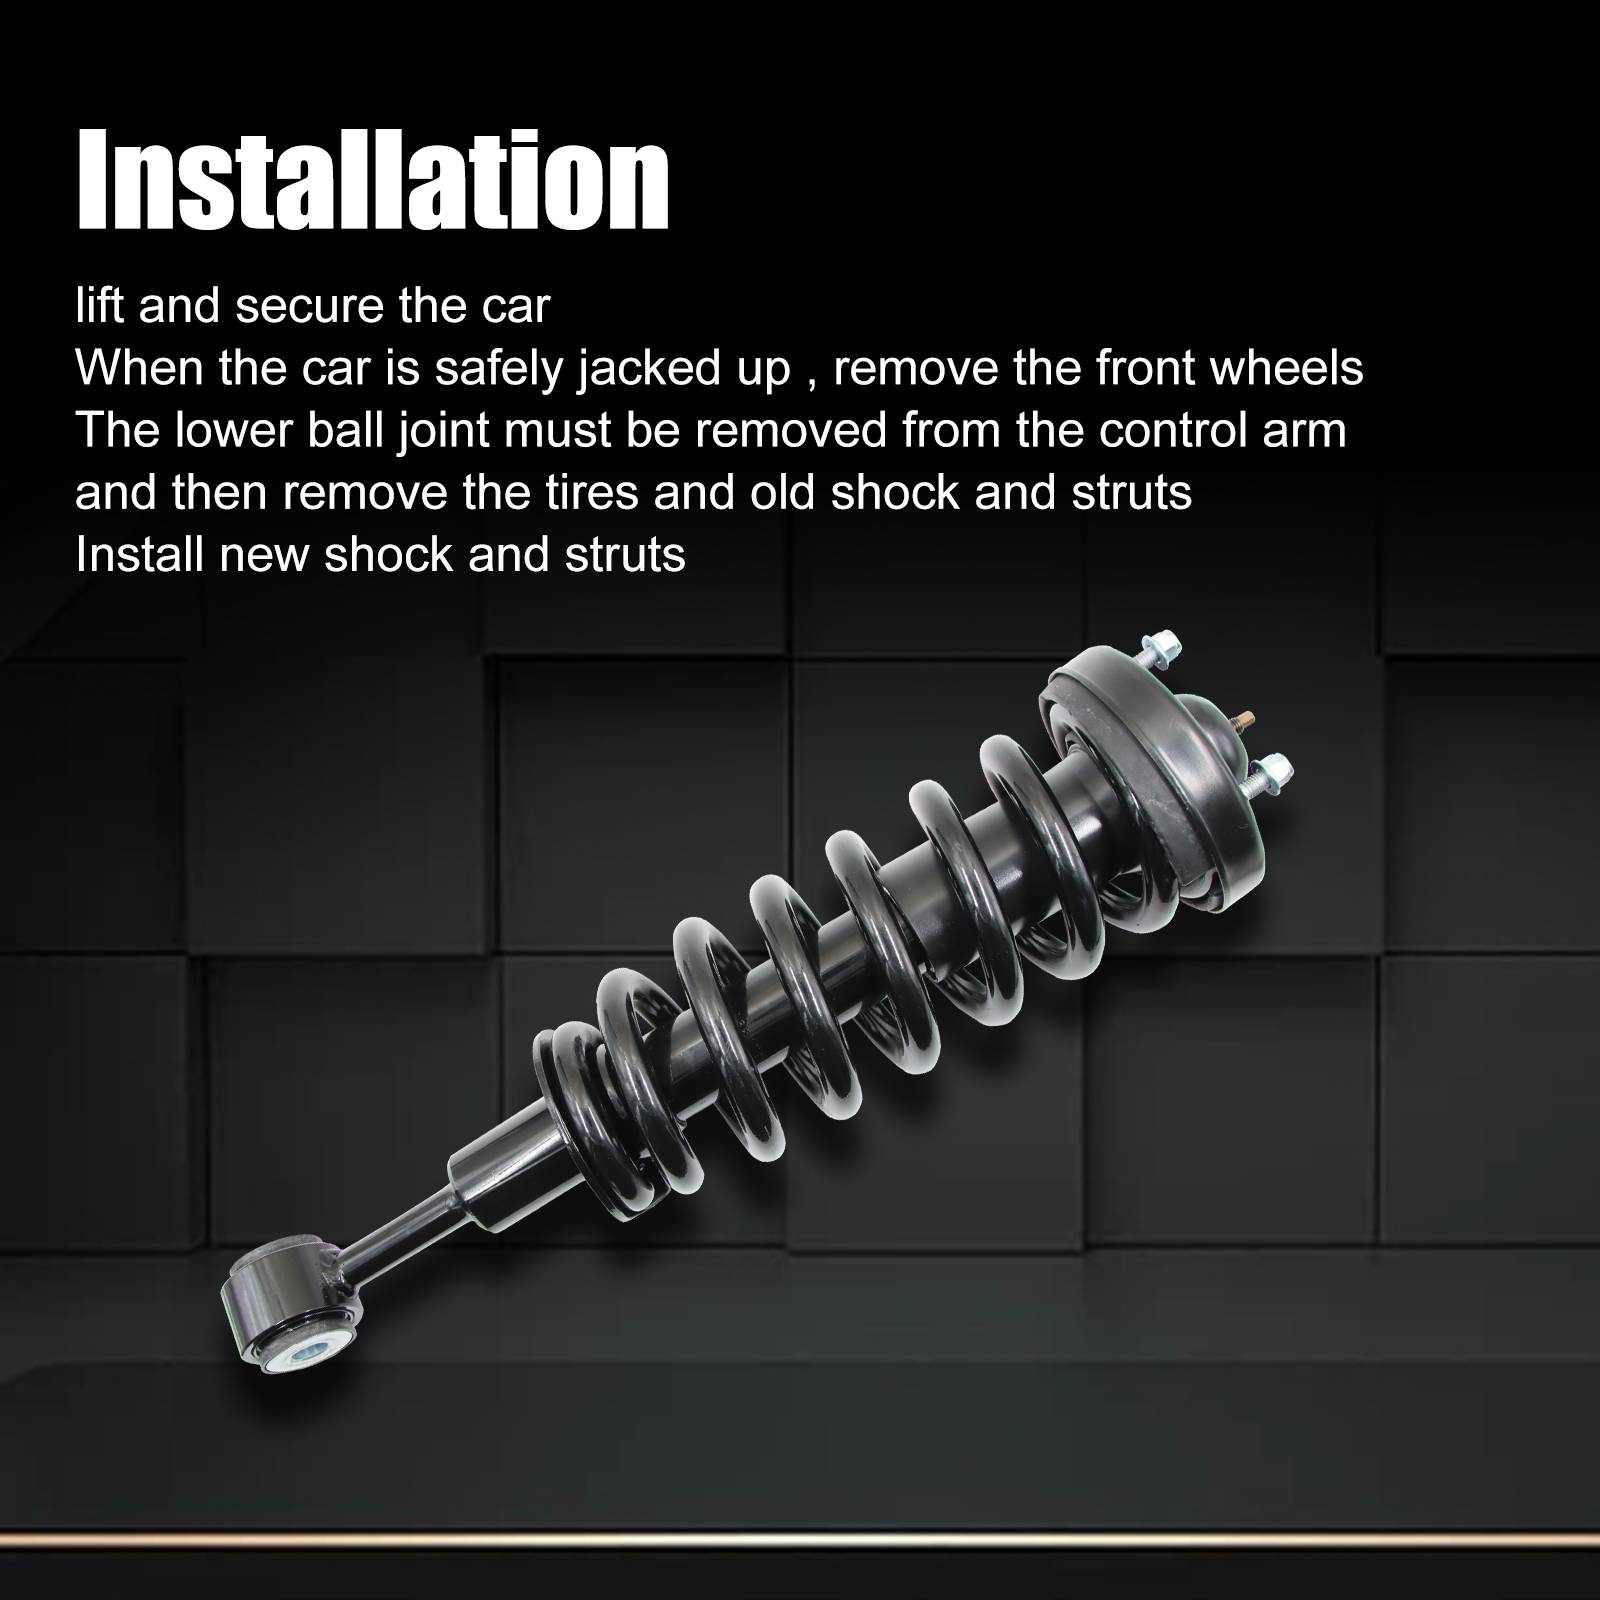 Installation
lift and secure the car
When the car is safely jacked up , remove the front wheels
The lower ball joint must be removed from the control arm
and then remove the tires and old shock and struts
Install new shock and struts